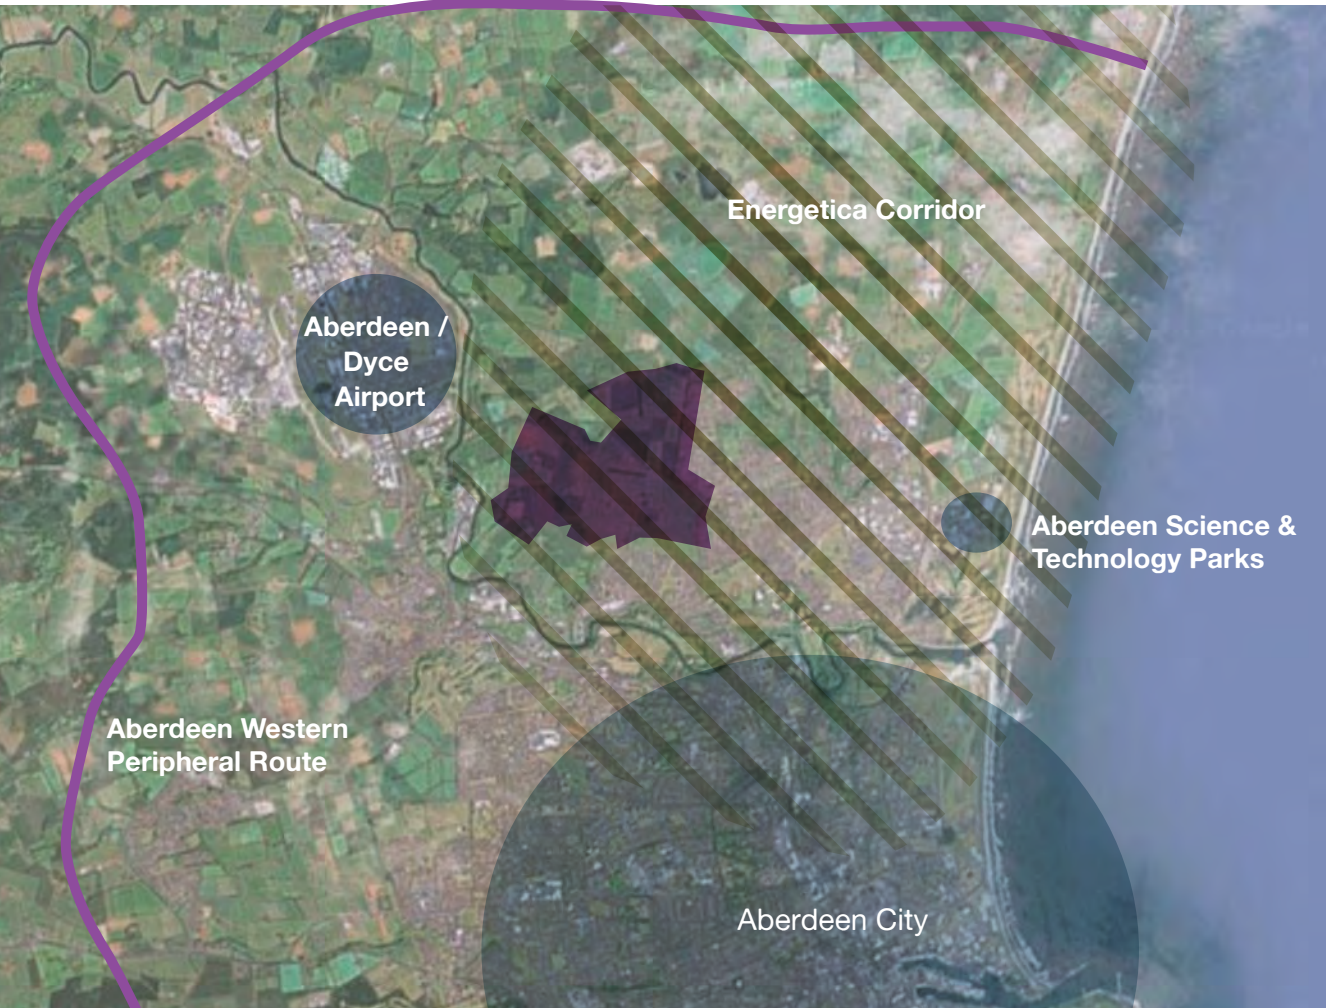 Energetica Corridor
Aberdeen /
Dyce
Airport
Aberdeen Science &
Technology Parks
Aberdeen Western
Peripheral Route
Aberdeen City